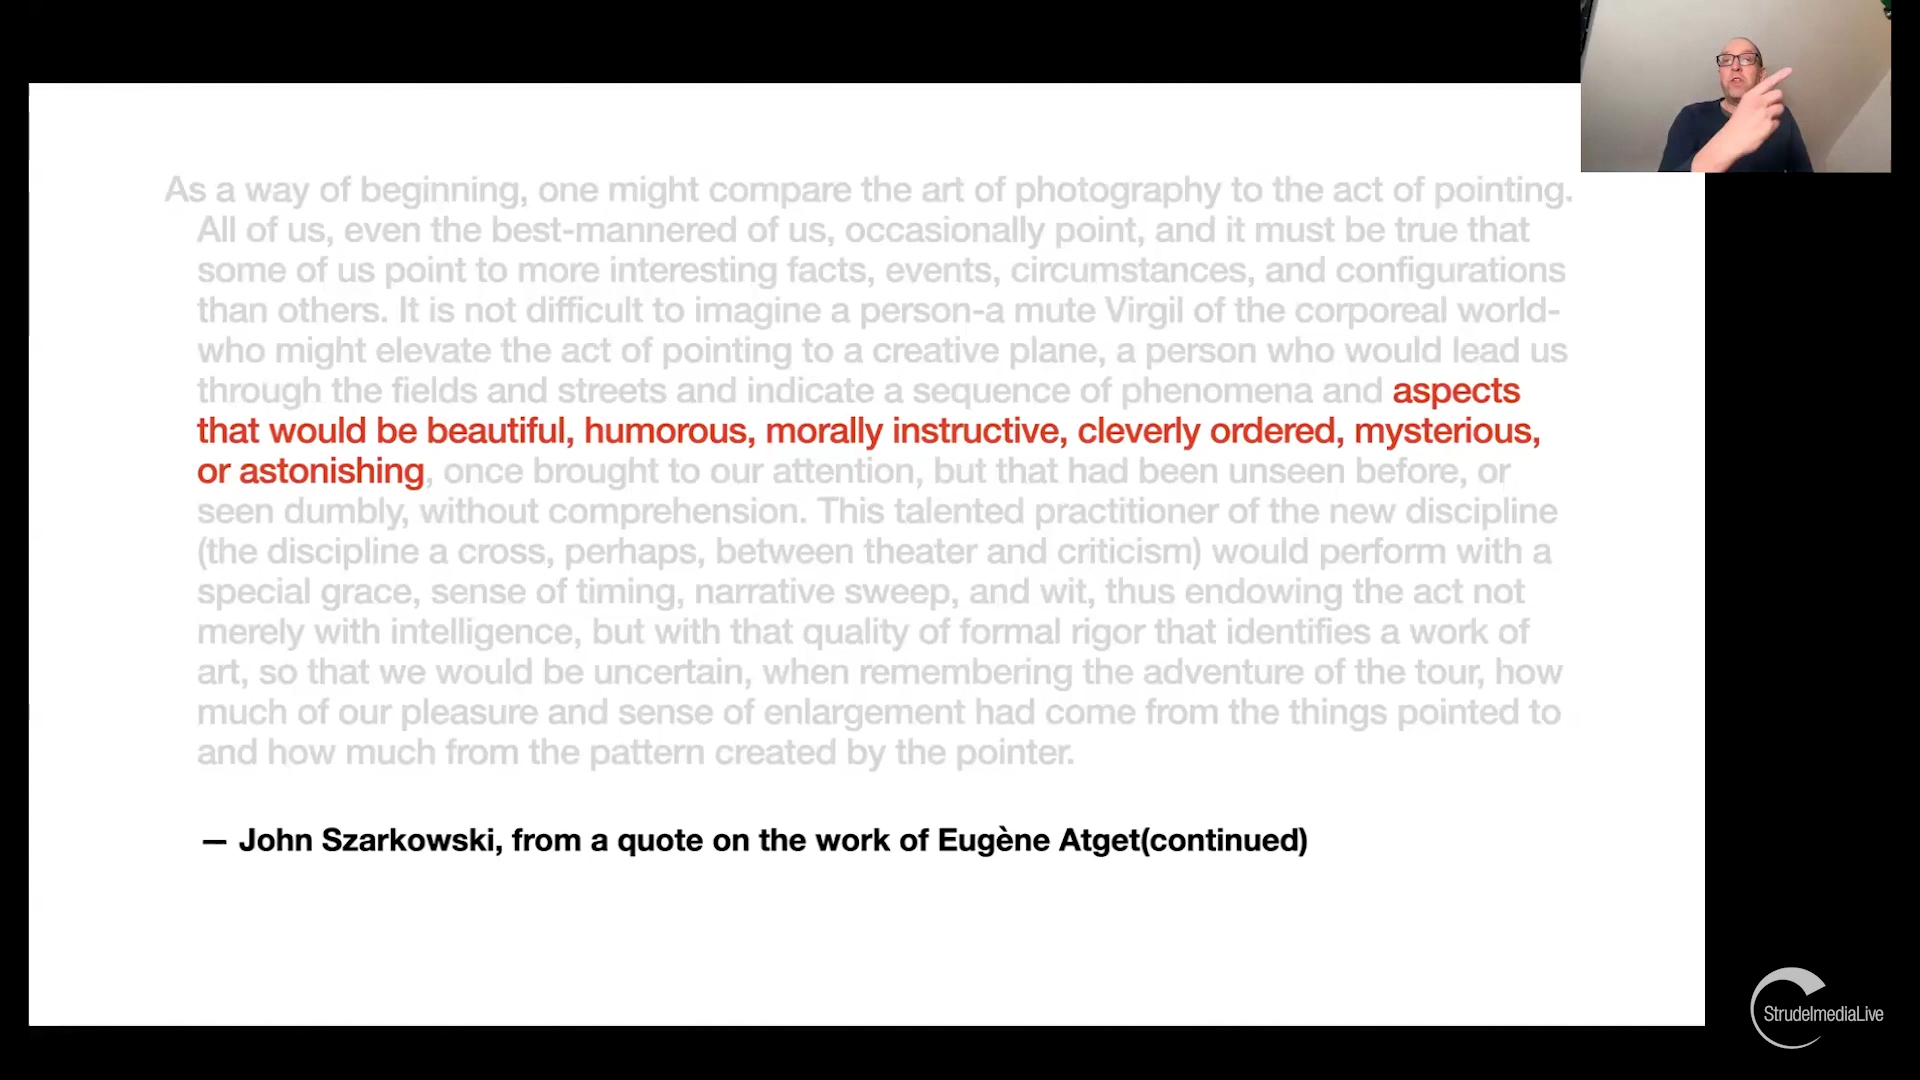 As a way of beginning, one might compare the art of photography to the act of pointing.
All of us, even the best-mannered of us, occasionally point, and it must be true that
some of us point to more interesting facts, events, circumstances, and configurations
than others. It is not difficult to imagine a person-a mute Virgil of the corporeal world-
who might elevate the act of pointing to a creative plane, a person who would lead us
through the fields and streets and indicate a sequence of phenomena and aspects
that would be beautiful, humorous, morally instructive, cleverly ordered, mysterious,
or astonishing, once brought to our attention, but that had been unseen before, or
seen dumbly, without comprehension. This talented practitioner of the new discipline
(the discipline a cross, perhaps, between theater and criticism) would perform with a
special grace, sense of timing, narrative sweep, and wit, thus endowing the act not
merely with intelligence, but with that quality of formal rigor that identifies a work of
art, so that we would be uncertain, when remembering the adventure of the tour, how
much of our pleasure and sense of enlargement had come from the things pointed to
and how much from the pattern created by the pointer.
— John Szarkowski, from a quote on the work of Eugène Atget(continued)
StrudelmediaLive